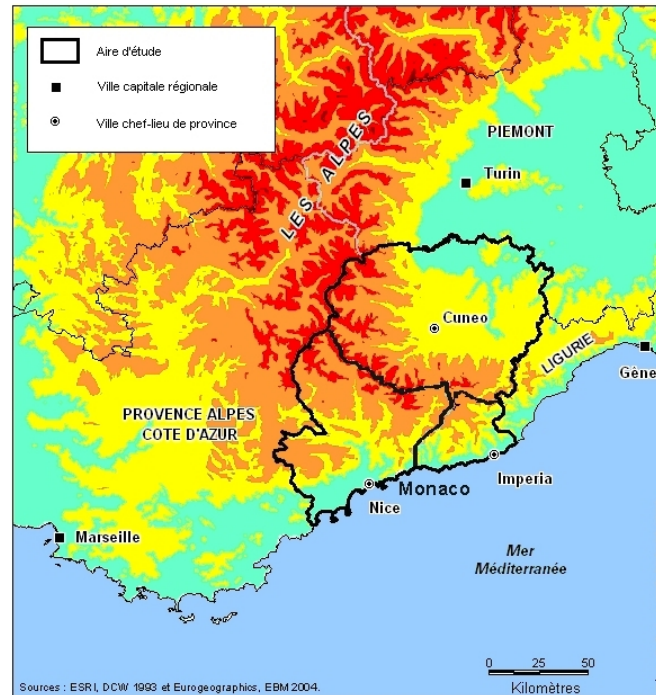 Aire d'étude
Ville capitale régionale
Ville chef-lieu de province
PIEMONT
Turin
LES ALPES
Cuneo
LIGURIE
Gêne
PROVENCE ALPES
COTE D'AZUR
Imperia
Monaco
Nice
Marseille
Mer
Méditerranée
0 25 50
Kilomètres
Sources : ESRI, DCW 1993 et Eurogeographics, EBM 2004.